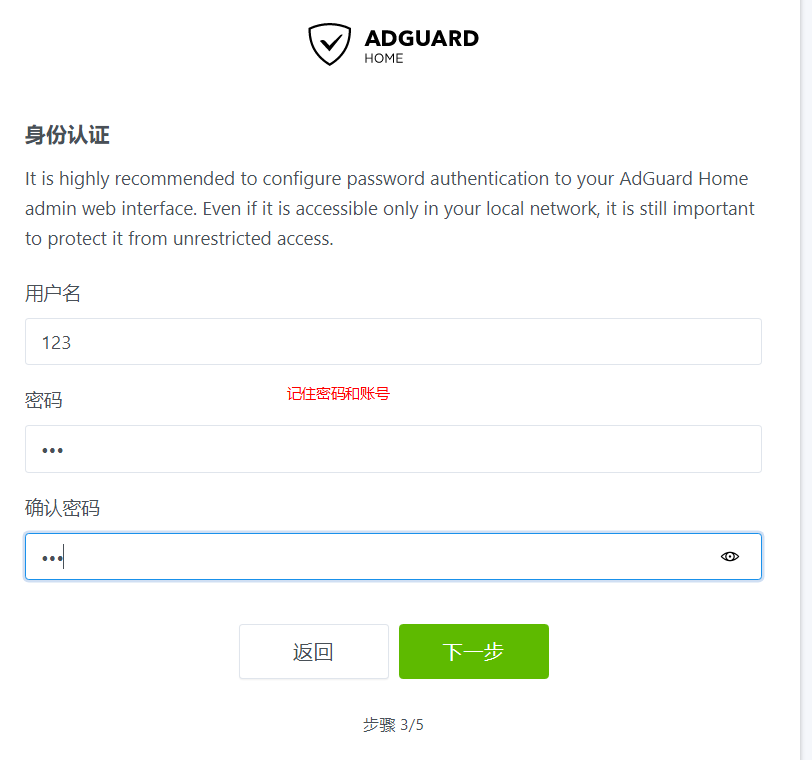 ADGUARD
HOME
身份认证
It is highly recommended to configure password authentication to your AdGuard Home
admin web interface. Even if it is accessible only in your local network, it is still important
to protect it from unrestricted access.
用户名
123
记住密码和账号
密码
•••
确认密码
•••
返回
下一步
步骤 3/5